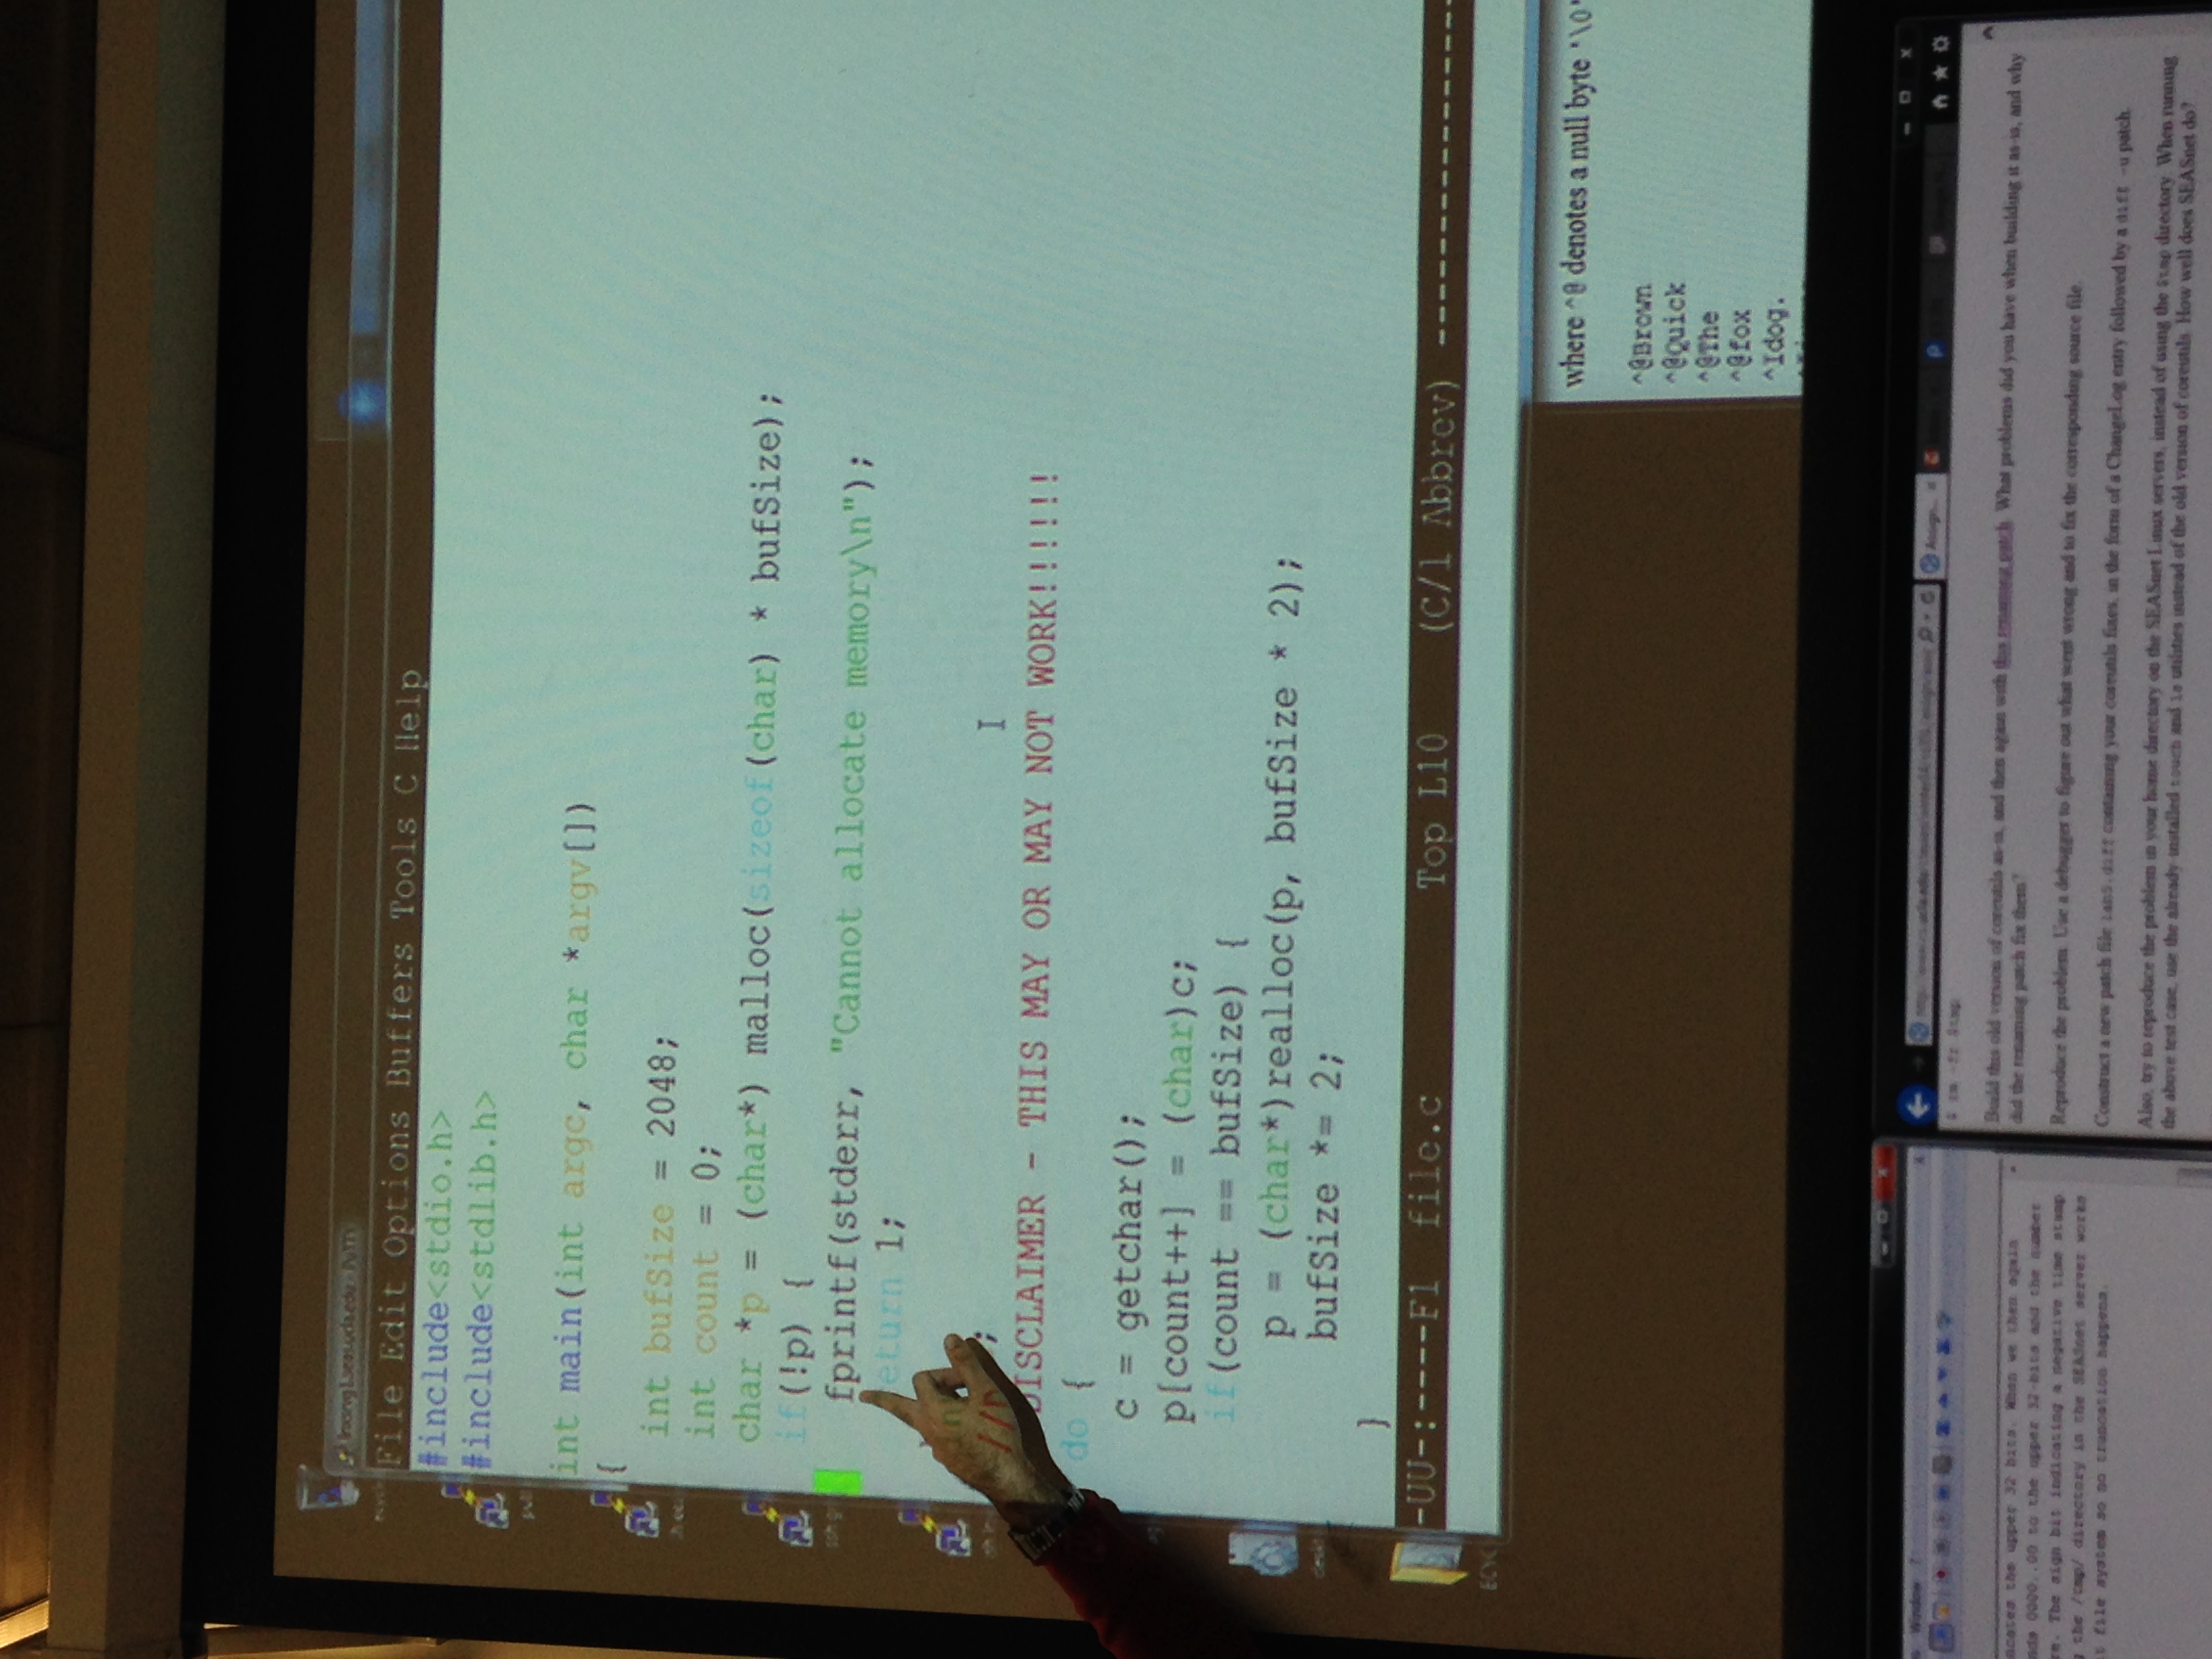 File Edit Options Buffers Tools C Help
#include<stdio.h>
#include<stdlib.h>
int main(int argc, char *argv[])
{
int bufSize = 2048;
int count = 0;
char *p = (char*) malloc(sizeof(char) * bufSize);
if(!p) {
fprintf(stderr, "Cannot allocate memory\n");
return 1;
;
DISCLAIMER - THIS MAY OR MAY NOT WORK!!!!!!
do {
c = getchar();
p[count++] = (char)c;
if(count == bufSize) {
p = (char*)realloc(p, bufSize * 2);
bufSize *= 2;
}
-UU-:----F1 file.c Top L10 (C/l Abbrev) ----------------
where ^@ denotes a null byte '\0'
^@Brown
^@Quick
^@The
^@fox
^Idog.
Window ?
the upper 32 bits. When we then again
0000..00 to the upper 32-bits and the number
The sign bit indicating a negative time stamp
the /tmp/ directory in the SEASnet server works
file system so no truncation happens.
$ rm -fr $tmp
Build this old version of coreutils as-is, and then again with this renaming patch. What problems did you have when building it as-is, and why
did the renaming patch fix them?
Reproduce the problem. Use a debugger to figure out what went wrong and to fix the corresponding source file.
Construct a new patch file lab5.diff containing your coreutils fixes, in the form of a ChangeLog entry followed by a diff -u patch.
Also, try to reproduce the problem in your home directory on the SEASnet Linux servers, instead of using the $tmp directory. When running
the above test case, use the already-installed touch and ls utilities instead of the old version of coreutils. How well does SEASnet do?